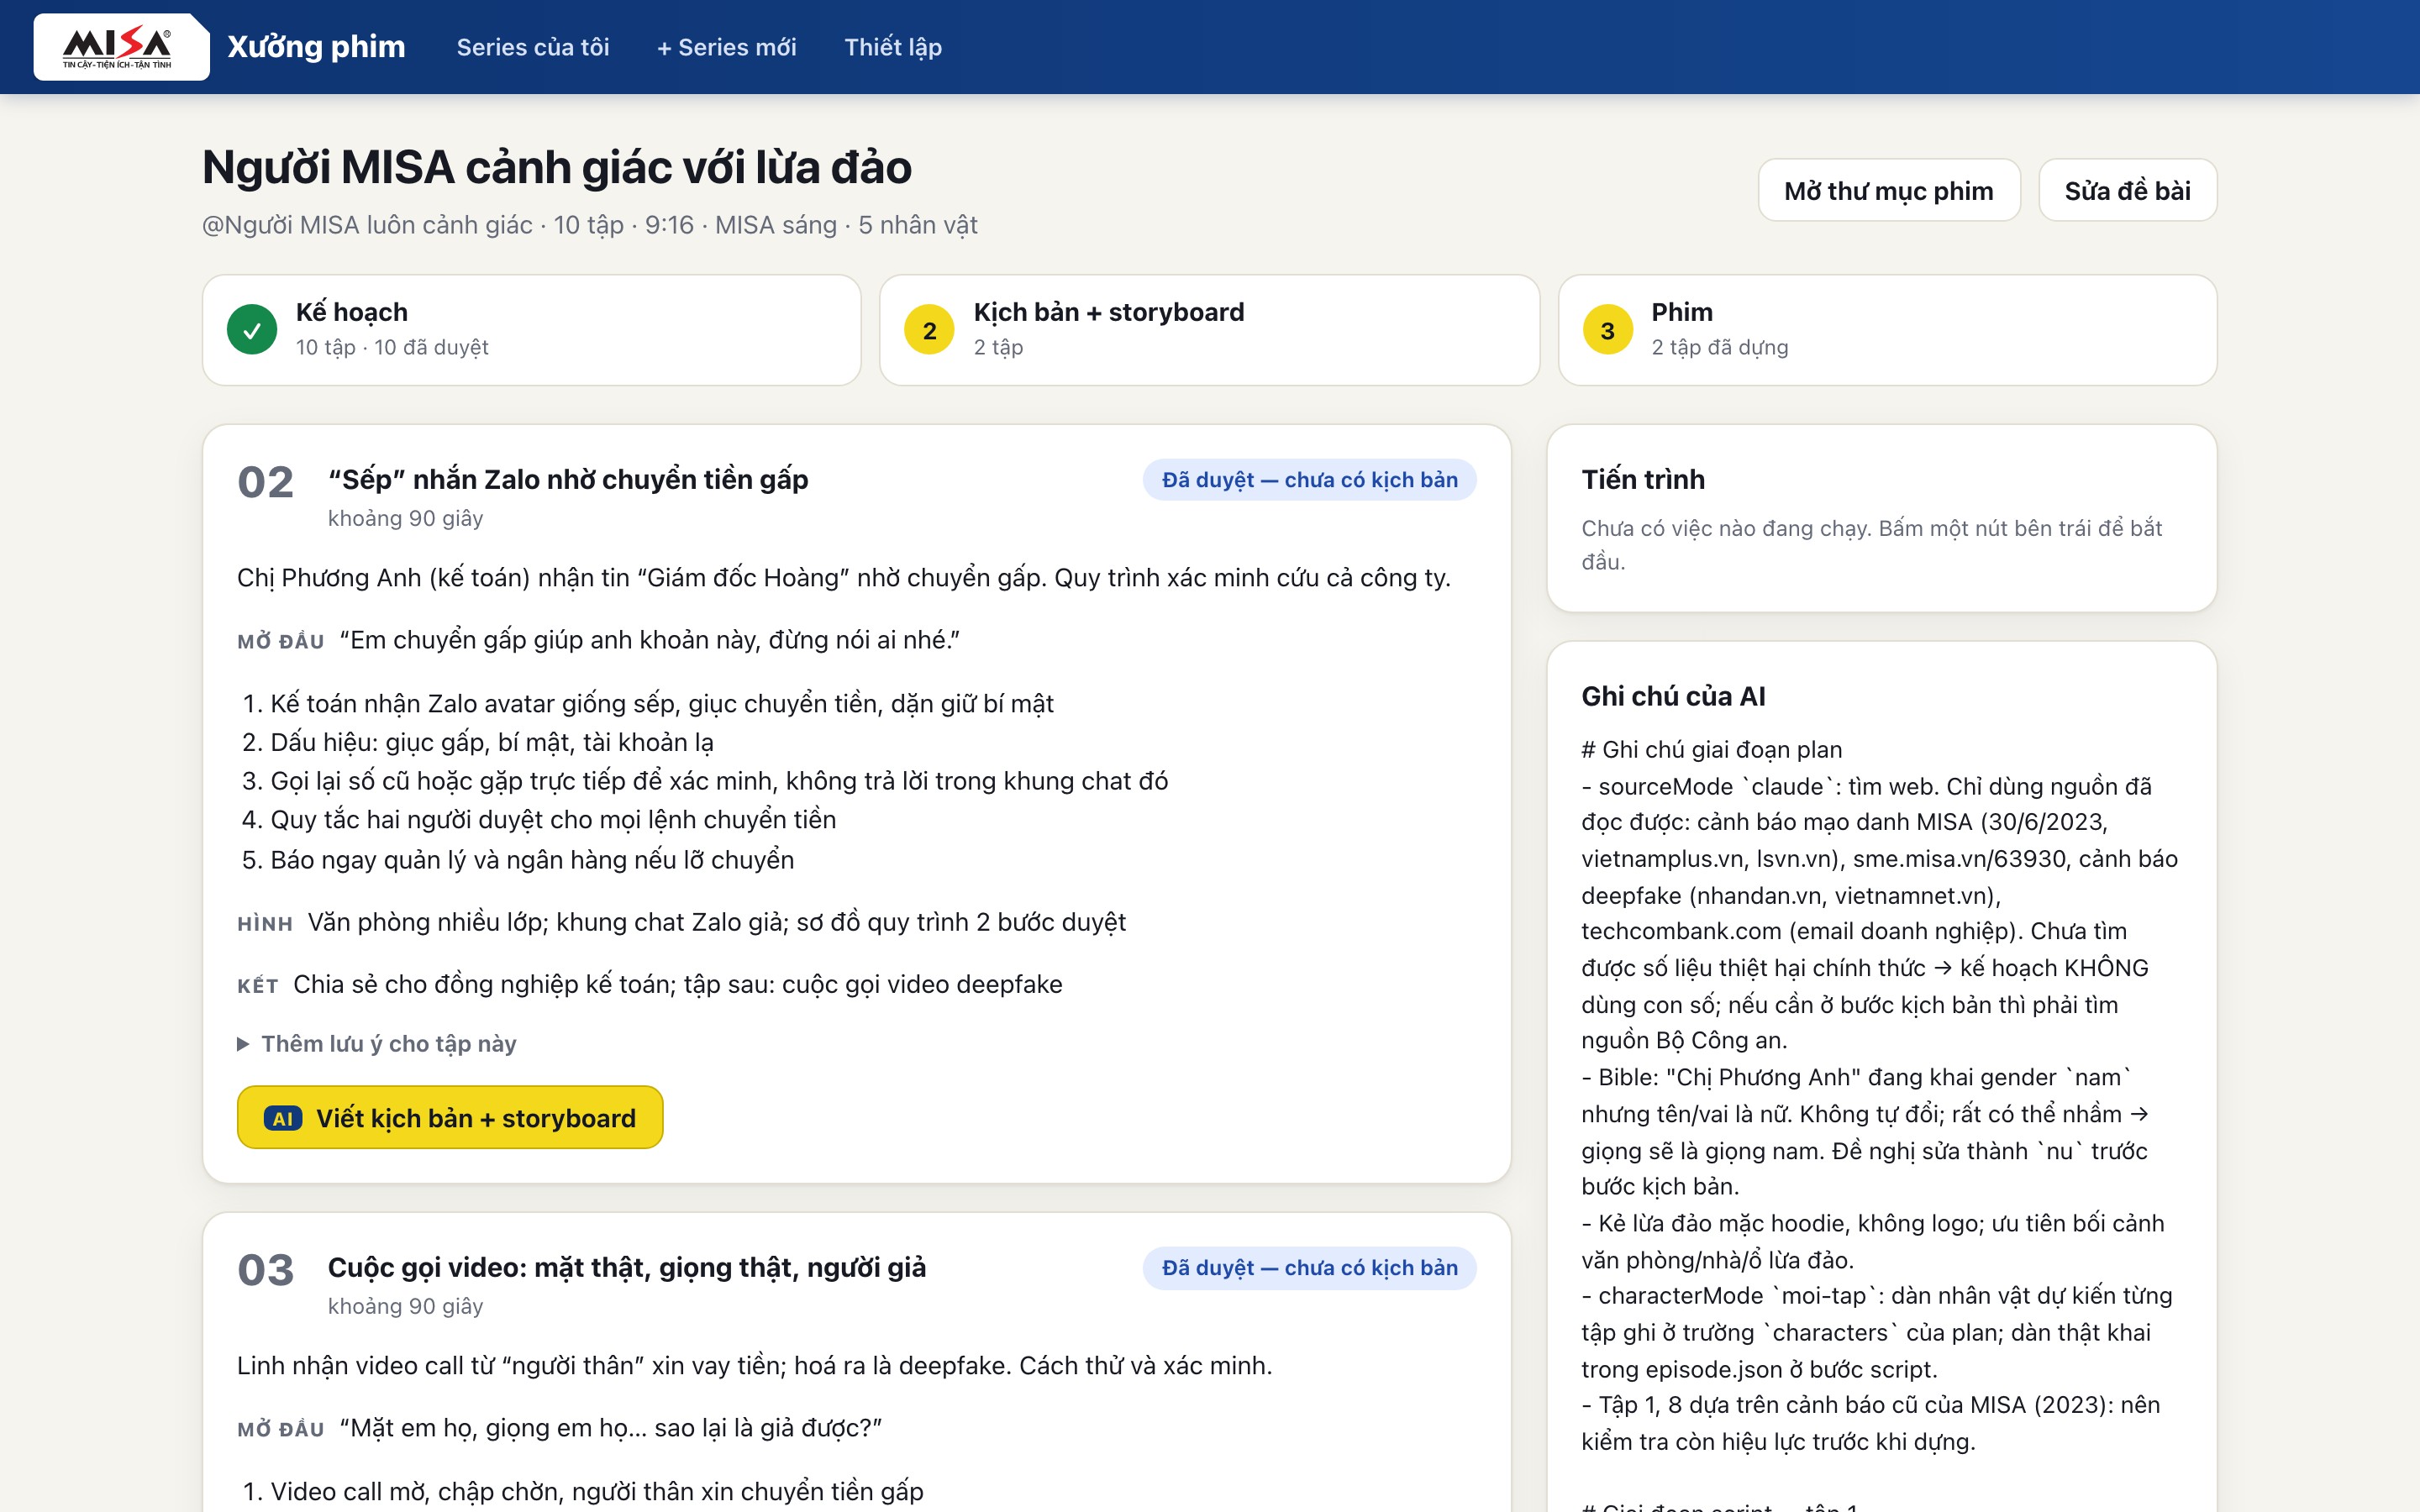 MISA®
TIN CẬY-TIỆN ÍCH-TẬN TÌNH
Xưởng phim
Series của tôi
+ Series mới
Thiết lập
Người MISA cảnh giác với lừa đảo
@Người MISA luôn cảnh giác · 10 tập · 9:16 · MISA sáng · 5 nhân vật
Mở thư mục phim
Sửa đề bài
Kế hoạch
10 tập · 10 đã duyệt
2
Kịch bản + storyboard
2 tập
3
Phim
2 tập đã dựng
02
“Sếp” nhắn Zalo nhờ chuyển tiền gấp
Đã duyệt — chưa có kịch bản
khoảng 90 giây
Chị Phương Anh (kế toán) nhận tin “Giám đốc Hoàng” nhờ chuyển gấp. Quy trình xác minh cứu cả công ty.
MỞ ĐẦU “Em chuyển gấp giúp anh khoản này, đừng nói ai nhé.”
1. Kế toán nhận Zalo avatar giống sếp, giục chuyển tiền, dặn giữ bí mật
2. Dấu hiệu: giục gấp, bí mật, tài khoản lạ
3. Gọi lại số cũ hoặc gặp trực tiếp để xác minh, không trả lời trong khung chat đó
4. Quy tắc hai người duyệt cho mọi lệnh chuyển tiền
5. Báo ngay quản lý và ngân hàng nếu lỡ chuyển
HÌNH Văn phòng nhiều lớp; khung chat Zalo giả; sơ đồ quy trình 2 bước duyệt
KẾT Chia sẻ cho đồng nghiệp kế toán; tập sau: cuộc gọi video deepfake
Thêm lưu ý cho tập này
AI Viết kịch bản + storyboard
03
Cuộc gọi video: mặt thật, giọng thật, người giả
Đã duyệt — chưa có kịch bản
khoảng 90 giây
Linh nhận video call từ “người thân” xin vay tiền; hoá ra là deepfake. Cách thử và xác minh.
MỞ ĐẦU “Mặt em họ, giọng em họ... sao lại là giả được?”
1. Video call mờ, chập chờn, người thân xin chuyển tiền gấp
Tiến trình
Chưa có việc nào đang chạy. Bấm một nút bên trái để bắt
đầu.
Ghi chú của AI
# Ghi chú giai đoạn plan
- sourceMode `claude`: tìm web. Chỉ dùng nguồn đã
đọc được: cảnh báo mạo danh MISA (30/6/2023,
vietnamplus.vn, lsvn.vn), sme.misa.vn/63930, cảnh báo
deepfake (nhandan.vn, vietnamnet.vn),
techcombank.com (email doanh nghiệp). Chưa tìm
được số liệu thiệt hại chính thức → kế hoạch KHÔNG
dùng con số; nếu cần ở bước kịch bản thì phải tìm
nguồn Bộ Công an.
- Bible: "Chị Phương Anh" đang khai gender `nam`
nhưng tên/vai là nữ. Không tự đổi; rất có thể nhầm →
giọng sẽ là giọng nam. Đề nghị sửa thành `nu` trước
bước kịch bản.
- Kẻ lừa đảo mặc hoodie, không logo; ưu tiên bối cảnh
văn phòng/nhà/ổ lừa đảo.
- characterMode `moi-tap`: dàn nhân vật dự kiến từng
tập ghi ở trường `characters` của plan; dàn thật khai
trong episode.json ở bước script.
- Tập 1, 8 dựa trên cảnh báo cũ của MISA (2023): nên
kiểm tra còn hiệu lực trước khi dựng.
# Giai đoạn script — tập 1